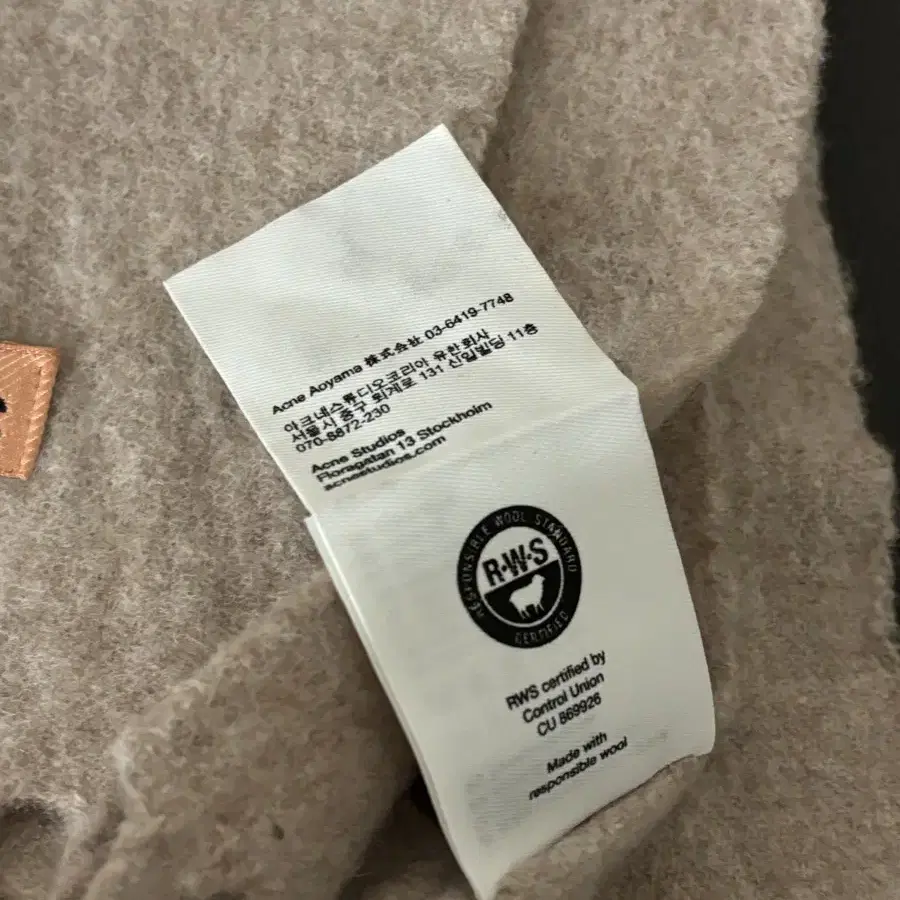 Acne Aoyama 株式会社 03-6419-7748
아크네스튜디오코리아 유한회사
서울시 중구 퇴계로 131 신일빌딩 11층
070-8872-230
Acne Studios
Floragatan 13 Stockholm
acnestudios.com
RESPONSIBLE WOOL STANDARD
R·W·S
CERTIFIED
RWS certified by
Control Union
CU 869926
Made with
responsible wool